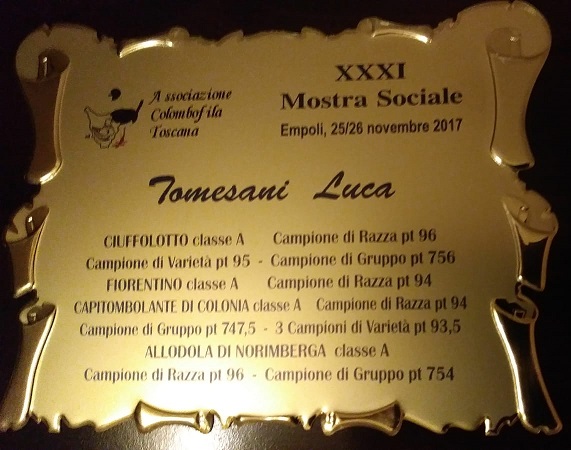 Associazione
Colombofila
Toscana
XXXI
Mostra Sociale
Empoli, 25/26 novembre 2017
Tomesani Luca
CIUFFOLOTTO classe A Campione di Razza pt 96
Campione di Varietà pt 95 - Campione di Gruppo pt 756
FIORENTINO classe A Campione di Razza pt 94
CAPITOMBOLANTE DI COLONIA classe A Campione di Razza pt 94
Campione di Gruppo pt 747,5 - 3 Campioni di Varietà pt 93,5
ALLODOLA DI NORIMBERGA classe A
Campione di Razza pt 96 - Campione di Gruppo pt 754